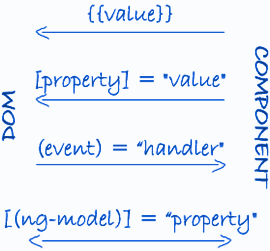 {{value}}
[property] = "value"
(event) = "handler"
[(ng-model)] = "property"
DOM
COMPONENT